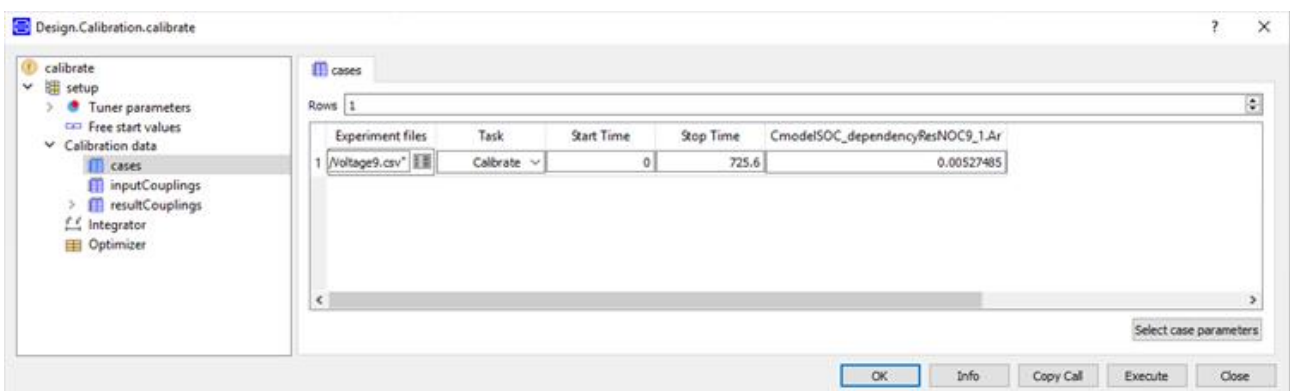 Design.Calibration.calibrate ? ×
calibrate
setup
Tuner parameters
Free start values
Calibration data
cases
inputCouplings
resultCouplings
Integrator
Optimizer
cases
Rows 1
Experiment files Task Start Time Stop Time CmodelSOC_dependencyResNOC9_1.Ar
1 /Voltage9.csv" Calibrate 0 725.6 0.00527485
Select case parameters
OK Info Copy Call Execute Close